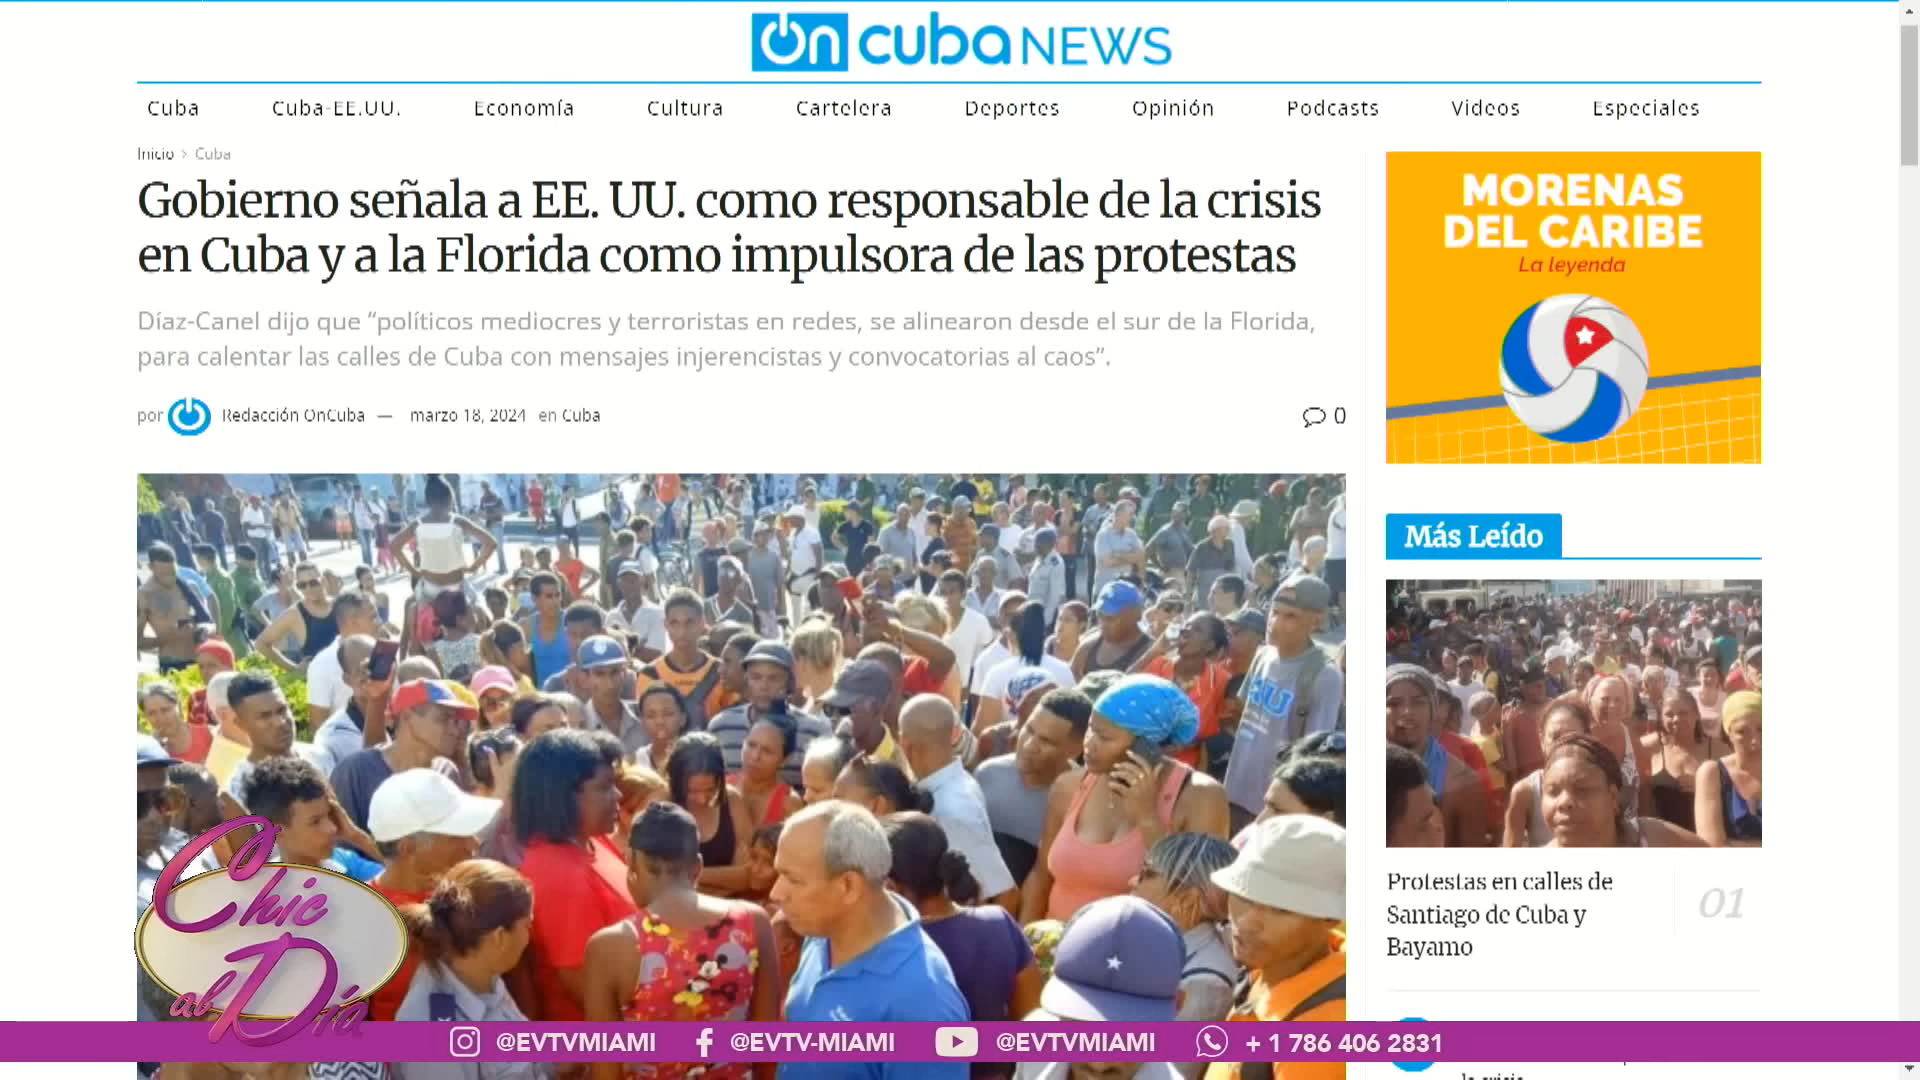 On cuba NEWS
Cuba Cuba-EE.UU. Economía Cultura Cartelera Deportes Opinión Podcasts Videos Especiales
Inicio > Cuba
Gobierno señala a EE. UU. como responsable de la crisis
en Cuba y a la Florida como impulsora de las protestas
Díaz-Canel dijo que “políticos mediocres y terroristas en redes, se alinearon desde el sur de la Florida,
para calentar las calles de Cuba con mensajes injerencistas y convocatorias al caos”.
por Redacción OnCuba — marzo 18, 2024 en Cuba
0
MORENAS
DEL CARIBE
La leyenda
Más Leído
Protestas en calles de
Santiago de Cuba y
Bayamo
01
Chic
al Día
@EVTVMIAMI @EVTV-MIAMI @EVTVMIAMI + 1 786 406 2831